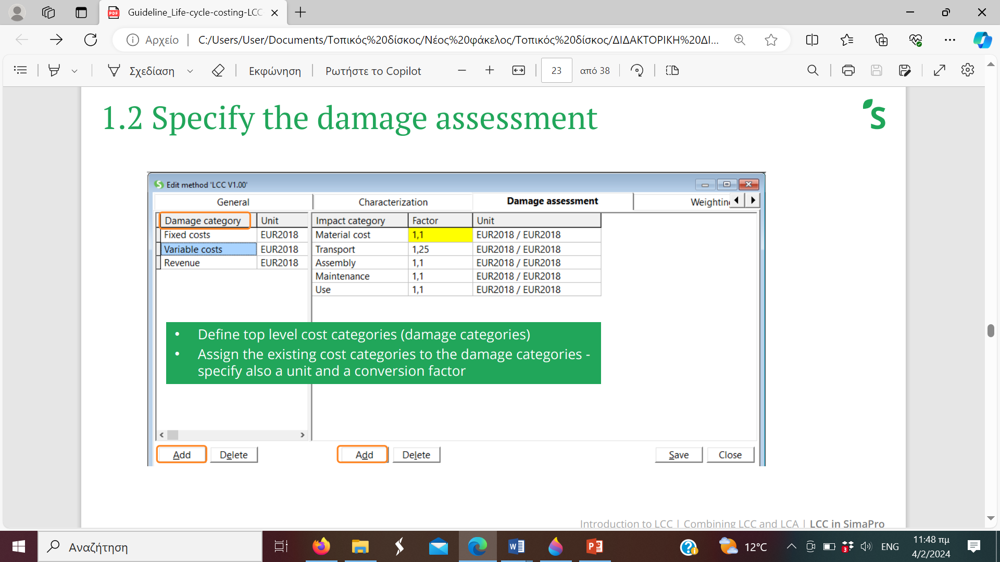 Guideline_Life-cycle-costing-LCC
Αρχείο
C:/Users/User/Documents/Τοπικός%20δίσκος/Νέος%20φάκελος/Τοπικός%20δίσκος/ΔΙΔΑΚΤΟΡΙΚΗ%20ΔΙ...
Σχεδίαση
Εκφώνηση
Ρωτήστε το Copilot
23
από 38
1.2 Specify the damage assessment
Edit method 'LCC V1.00'
General Characterization Damage assessment Weighting
Damage category Unit Impact category Factor Unit
Fixed costs EUR2018 Material cost 1,1 EUR2018 / EUR2018
Variable costs EUR2018 Transport 1,25 EUR2018 / EUR2018
Revenue EUR2018 Assembly 1,1 EUR2018 / EUR2018
Maintenance 1,1 EUR2018 / EUR2018
Use 1,1 EUR2018 / EUR2018
• Define top level cost categories (damage categories)
• Assign the existing cost categories to the damage categories -
specify also a unit and a conversion factor
Add Delete Add Delete Save Close
Introduction to LCC | Combining LCC and LCA | LCC in SimaPro
Αναζήτηση
12°C
ENG
11:48 πμ
4/2/2024